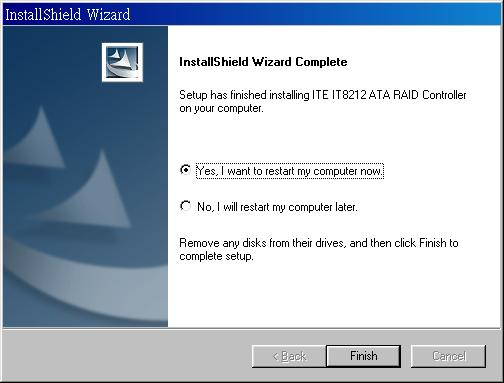 InstallShield Wizard
InstallShield Wizard Complete
Setup has finished installing ITE IT8212 ATA RAID Controller
on your computer.
Yes, I want to restart my computer now.
No, I will restart my computer later.
Remove any disks from their drives, and then click Finish to
complete setup.
< Back
Finish
Cancel